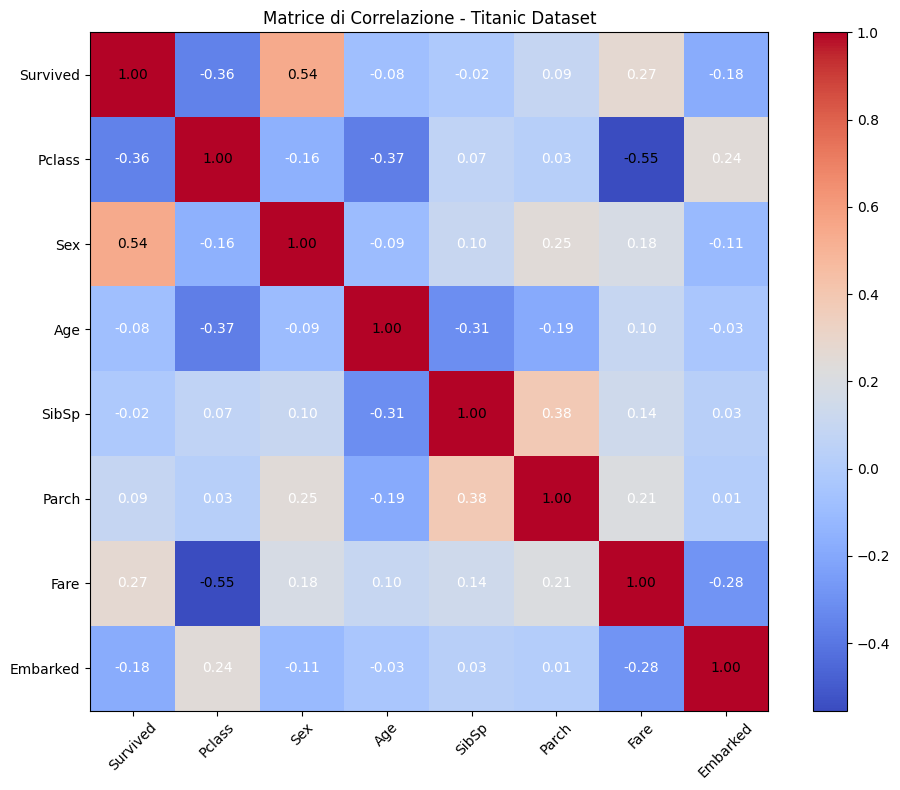 Matrice di Correlazione - Titanic Dataset
Survived 1.00 -0.36 0.54 -0.08 -0.02 0.09 0.27 -0.18
Pclass -0.36 1.00 -0.16 -0.37 0.07 0.03 -0.55 0.24
Sex 0.54 -0.16 1.00 -0.09 0.10 0.25 0.18 -0.11
Age -0.08 -0.37 -0.09 1.00 -0.31 -0.19 0.10 -0.03
SibSp -0.02 0.07 0.10 -0.31 1.00 0.38 0.14 0.03
Parch 0.09 0.03 0.25 -0.19 0.38 1.00 0.21 0.01
Fare 0.27 -0.55 0.18 0.10 0.14 0.21 1.00 -0.28
Embarked -0.18 0.24 -0.11 -0.03 0.03 0.01 -0.28 1.00
Survived Pclass Sex Age SibSp Parch Fare Embarked
1.0
0.8
0.6
0.4
0.2
0.0
−0.2
−0.4